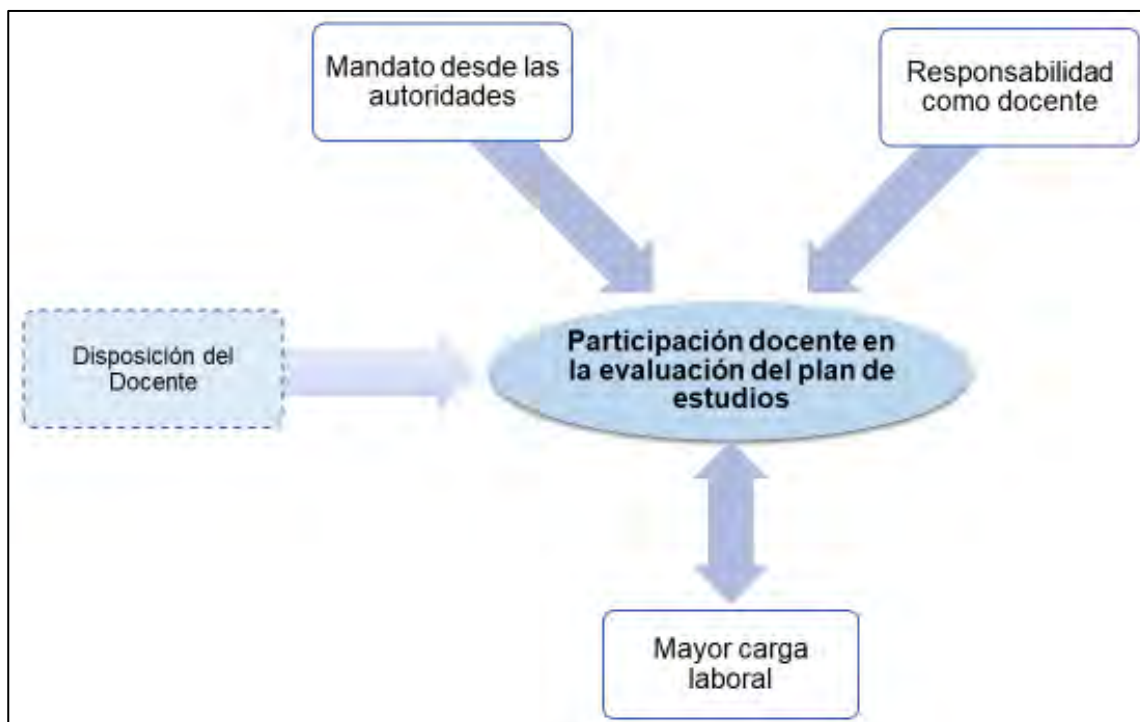 Mandato desde las
autoridades
Responsabilidad
como docente
Disposición del
Docente
Participación docente en
la evaluación del plan de
estudios
Mayor carga
laboral